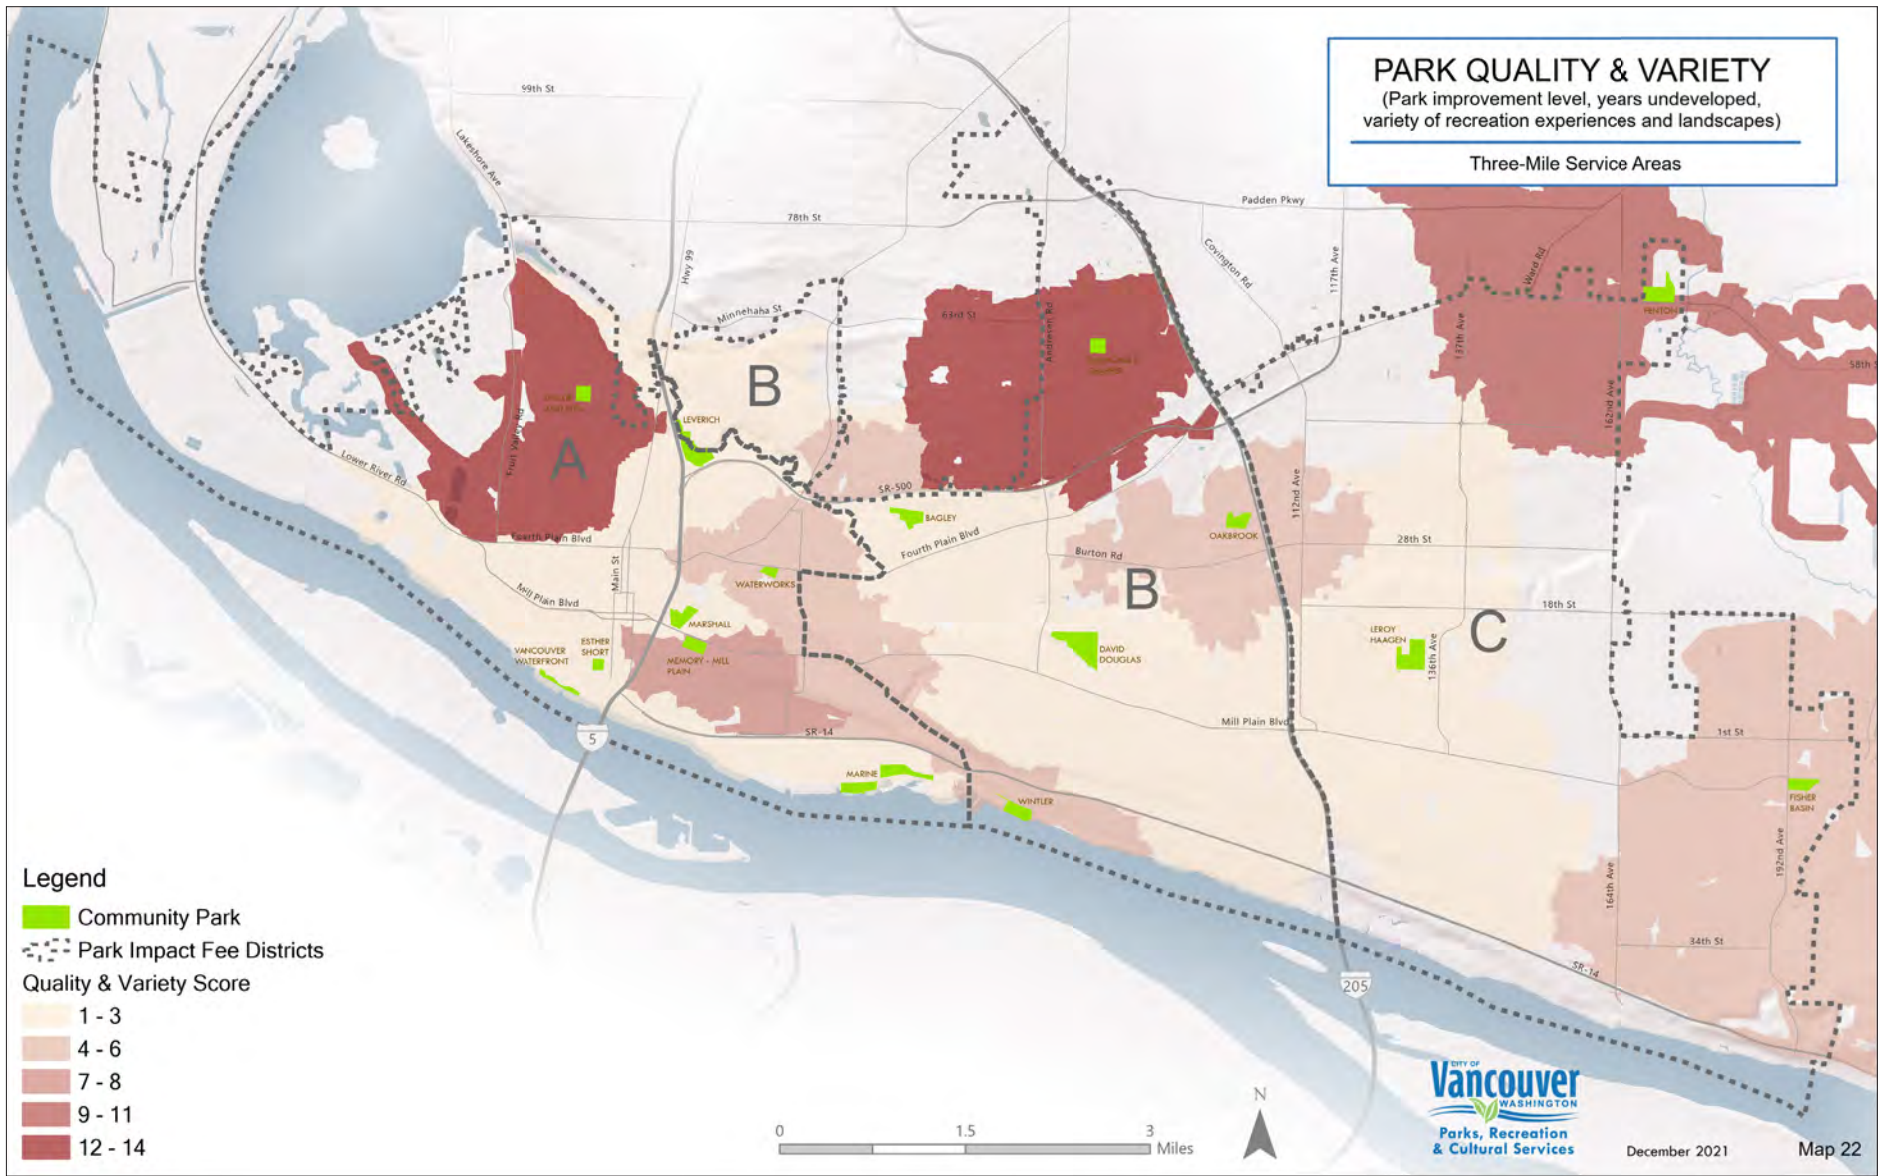 PARK QUALITY & VARIETY
(Park improvement level, years undeveloped,
variety of recreation experiences and landscapes)
Three-Mile Service Areas
99th St
Lakeshore Ave
78th St
Hwy 99
Padden Pkwy
Covington Rd
117th Ave
Ward Rd
Minnehaha St
63rd St
Andresen Rd
137th Ave
FENTON
58th S
B
LEVERICH
162nd Ave
A
Fruit Valley Rd
Lower River Rd
SR-500
BAGLEY
112nd Ave
OAKBROOK
Fourth Plain Blvd
Fourth Plain Blvd
Burton Rd
28th St
Main St
WATERWORKS
B
Mill Plain Blvd
18th St
MARSHALL
C
LEROY
HAAGEN
136th Ave
ESTHER
SHORT
VANCOUVER
WATERFRONT
MEMORY - MILL
PLAIN
DAVID
DOUGLAS
Mill Plain Blvd
SR-14
1st St
5
MARINE
WINTLER
FISHER
BASIN
192nd Ave
164th Ave
34th St
SR-14
205
Legend
Community Park
Park Impact Fee Districts
Quality & Variety Score
1 - 3
4 - 6
7 - 8
9 - 11
12 - 14
0 1.5 3
Miles
N
CITY OF
Vancouver
WASHINGTON
Parks, Recreation
& Cultural Services
December 2021
Map 22